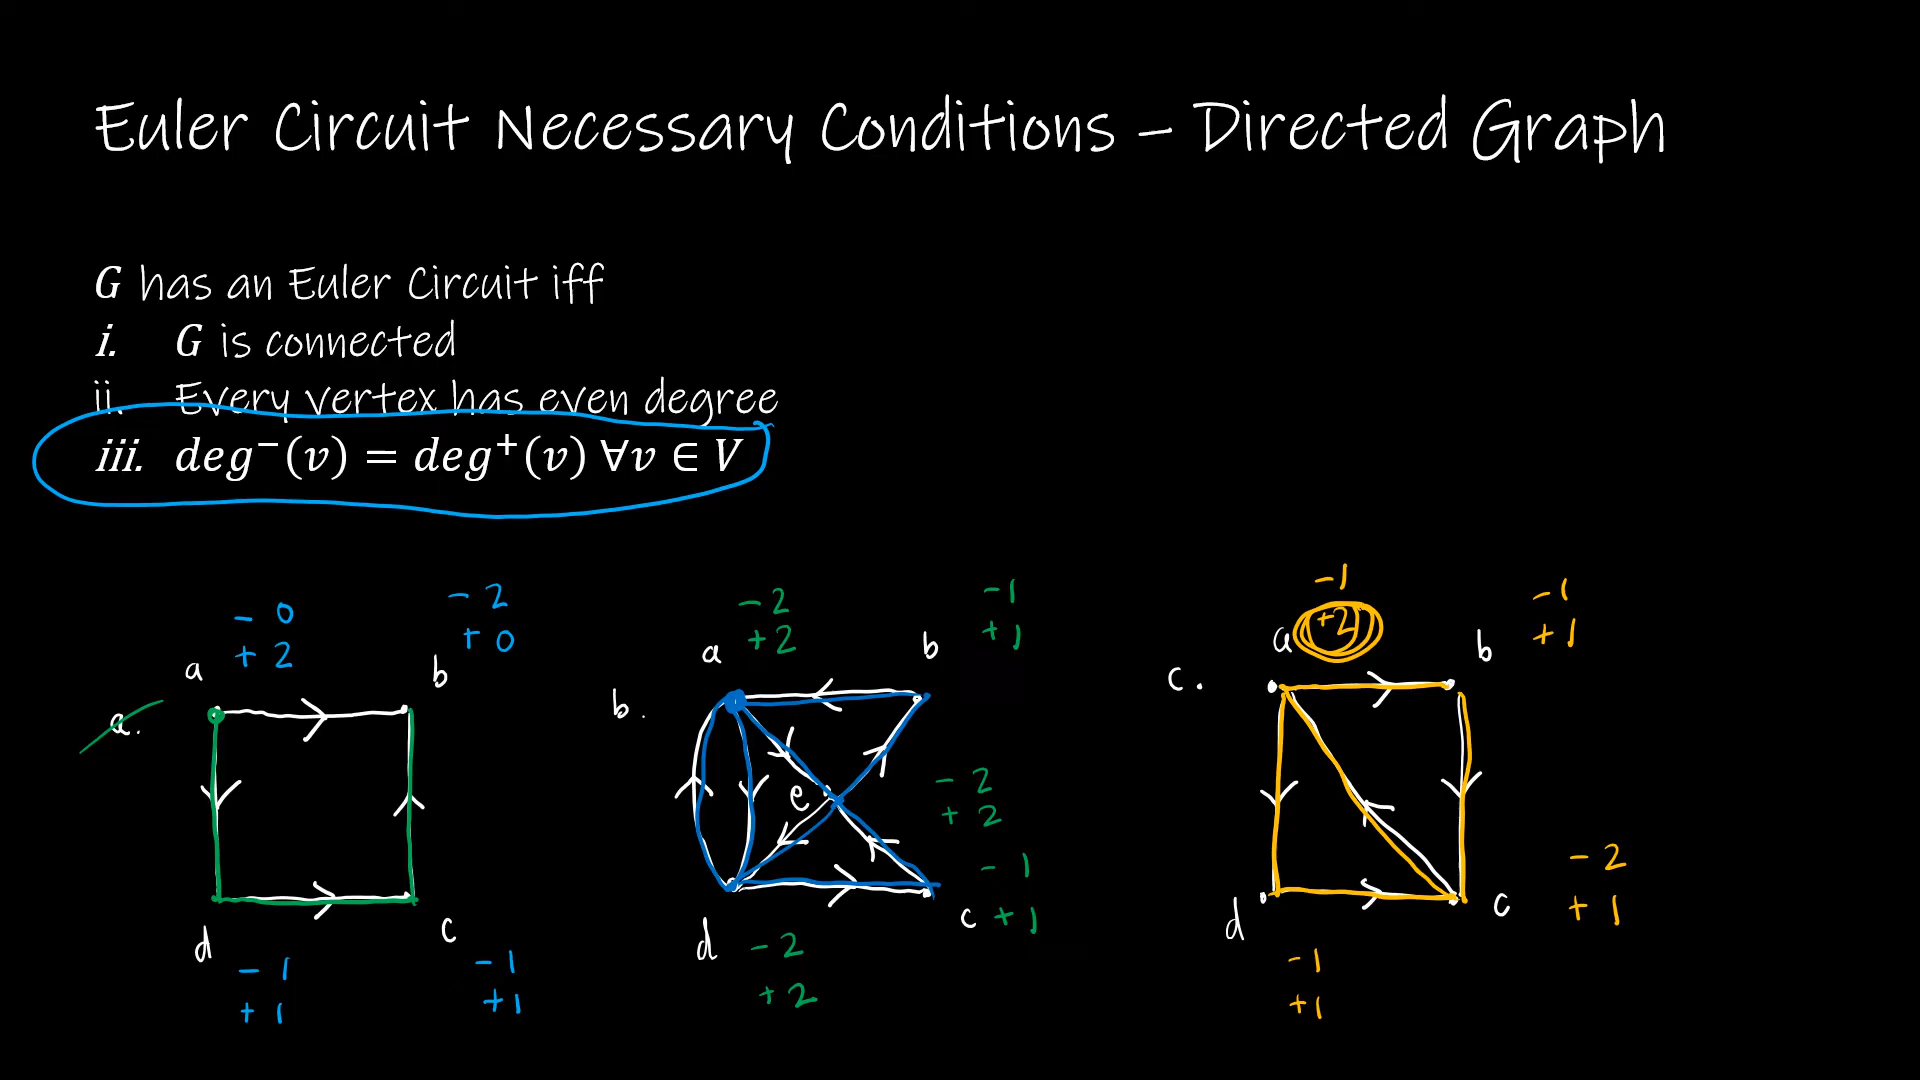 Euler Circuit Necessary Conditions – Directed Graph
G has an Euler Circuit iff
i. G is connected
ii. Every vertex has even degree
iii. deg⁻(v) = deg⁺(v) ∀v ∈ V
a.
a
- 0
+ 2
b
- 2
+ 0
d
- 1
+ 1
c
- 1
+ 1
b.
a
- 2
+ 2
b
- 1
+ 1
e
- 2
+ 2
d
- 2
+ 2
c
- 1
+ 1
c.
a
- 1
+2
b
- 1
+ 1
d
- 1
+ 1
c
- 2
+ 1